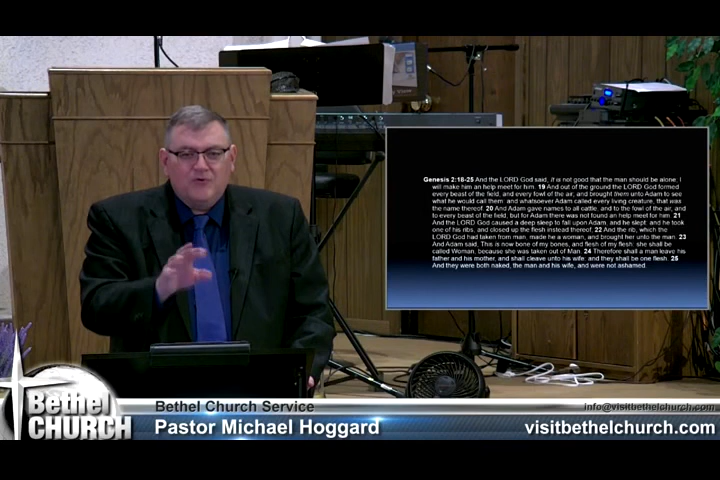 Genesis 2:18-25 And the LORD God said, It is not good that the man should be alone; I
will make him an help meet for him. 19 And out of the ground the LORD God formed
every beast of the field, and every fowl of the air; and brought them unto Adam to see
what he would call them: and whatsoever Adam called every living creature, that was
the name thereof. 20 And Adam gave names to all cattle, and to the fowl of the air, and
to every beast of the field; but for Adam there was not found an help meet for him. 21
And the LORD God caused a deep sleep to fall upon Adam, and he slept: and he took
one of his ribs, and closed up the flesh instead thereof; 22 And the rib, which the
LORD God had taken from man, made he a woman, and brought her unto the man. 23
And Adam said, This is now bone of my bones, and flesh of my flesh: she shall be
called Woman, because she was taken out of Man. 24 Therefore shall a man leave his
father and his mother, and shall cleave unto his wife: and they shall be one flesh. 25
And they were both naked, the man and his wife, and were not ashamed.
Bethel
CHURCH
Bethel Church Service
info@visitbethelchurch.com
Pastor Michael Hoggard
visitbethelchurch.com